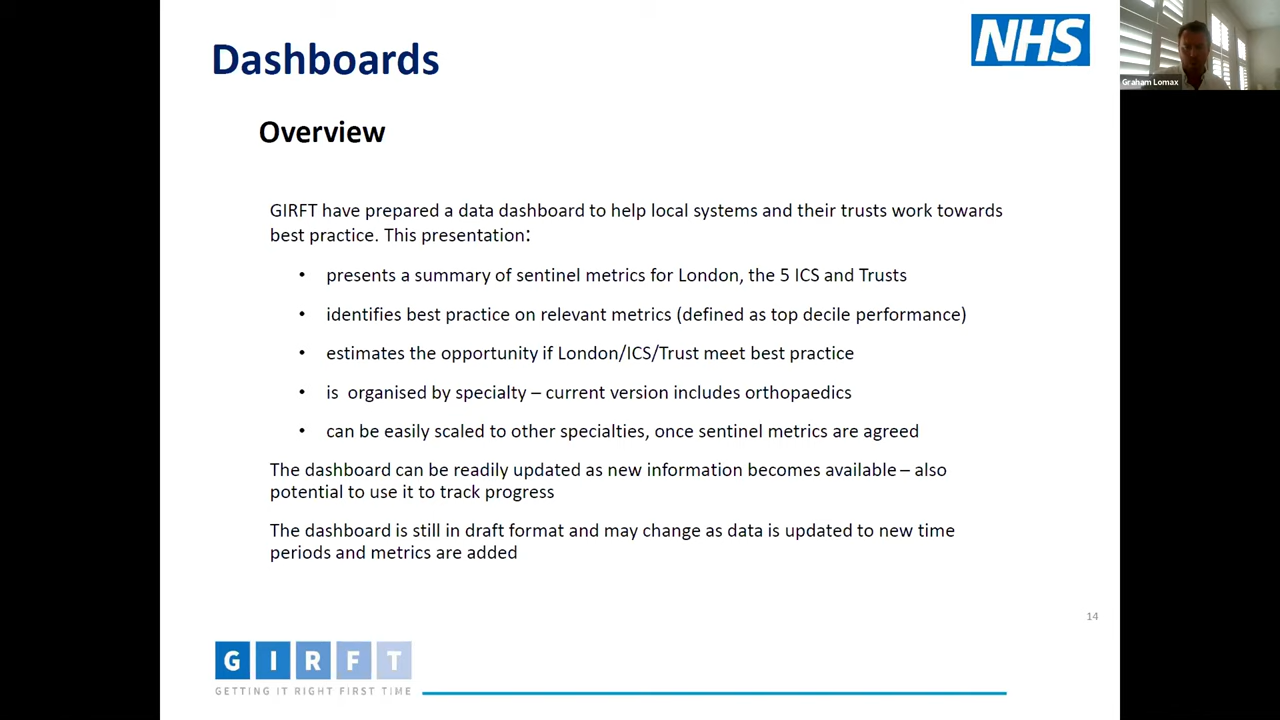 Dashboards
NHS
Graham Lomax
Overview
GIRFT have prepared a data dashboard to help local systems and their trusts work towards
best practice. This presentation:
• presents a summary of sentinel metrics for London, the 5 ICS and Trusts
• identifies best practice on relevant metrics (defined as top decile performance)
• estimates the opportunity if London/ICS/Trust meet best practice
• is organised by specialty – current version includes orthopaedics
• can be easily scaled to other specialties, once sentinel metrics are agreed
The dashboard can be readily updated as new information becomes available – also
potential to use it to track progress
The dashboard is still in draft format and may change as data is updated to new time
periods and metrics are added
14
GIRFT
GETTING IT RIGHT FIRST TIME